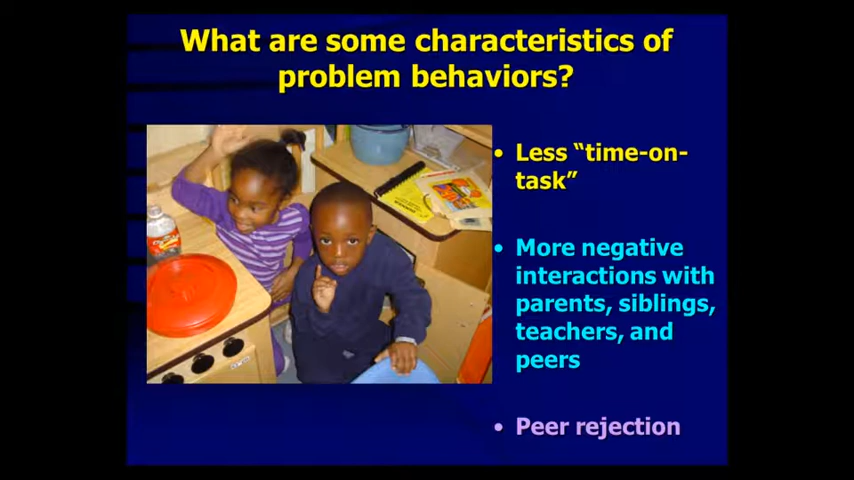 What are some characteristics of
problem behaviors?
• Less “time-on-
task”
• More negative
interactions with
parents, siblings,
teachers, and
peers
• Peer rejection